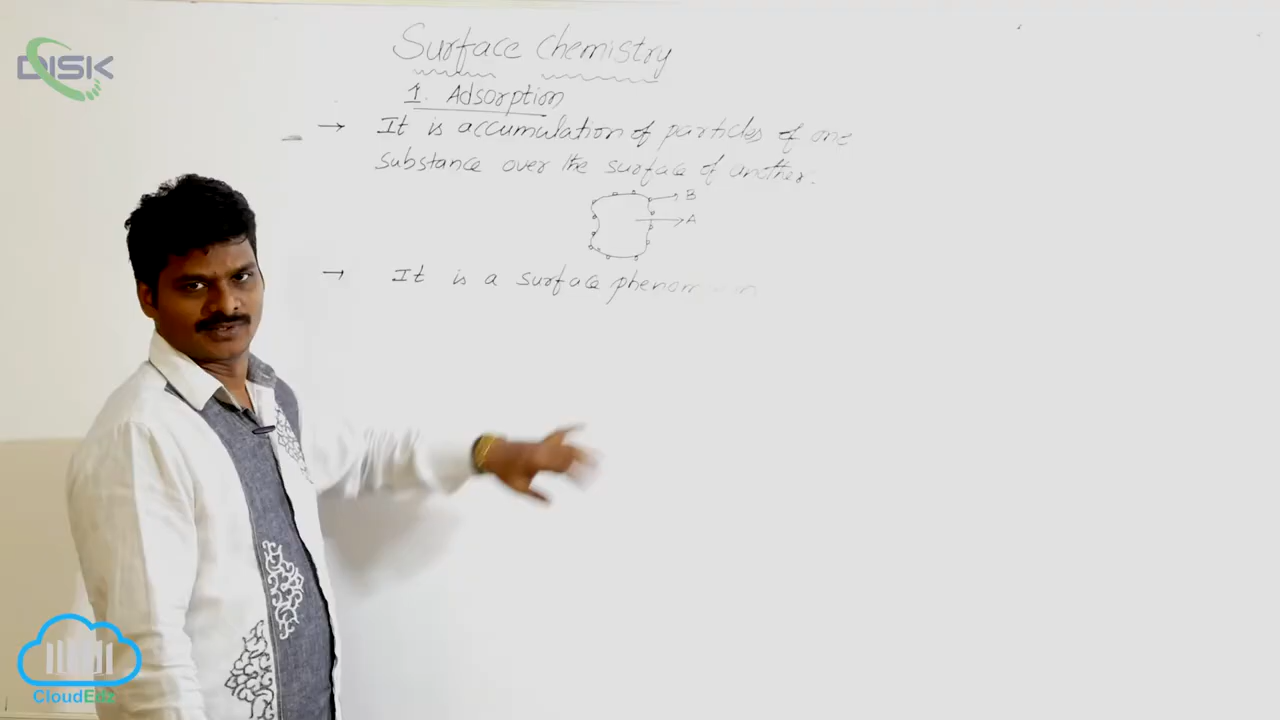 DISK
Surface Chemistry
1. Adsorption
→ It is accumulation of particles of one
substance over the surface of another.
B
A
→ It is a surface phenomenon
CloudEdz